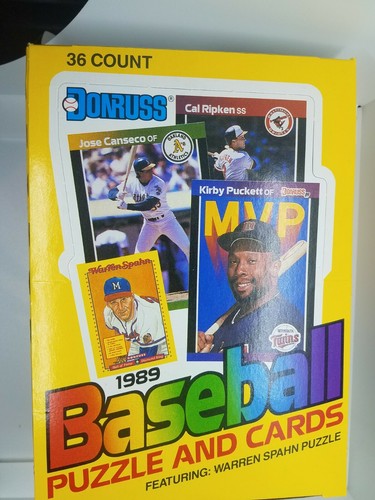 36 COUNT
DONRUSS
Cal Ripken SS
Jose Canseco OF
Kirby Puckett OF
DONRUSS
MVP
Warren Spahn
Twins
1989
Baseball
PUZZLE AND CARDS
FEATURING: WARREN SPAHN PUZZLE